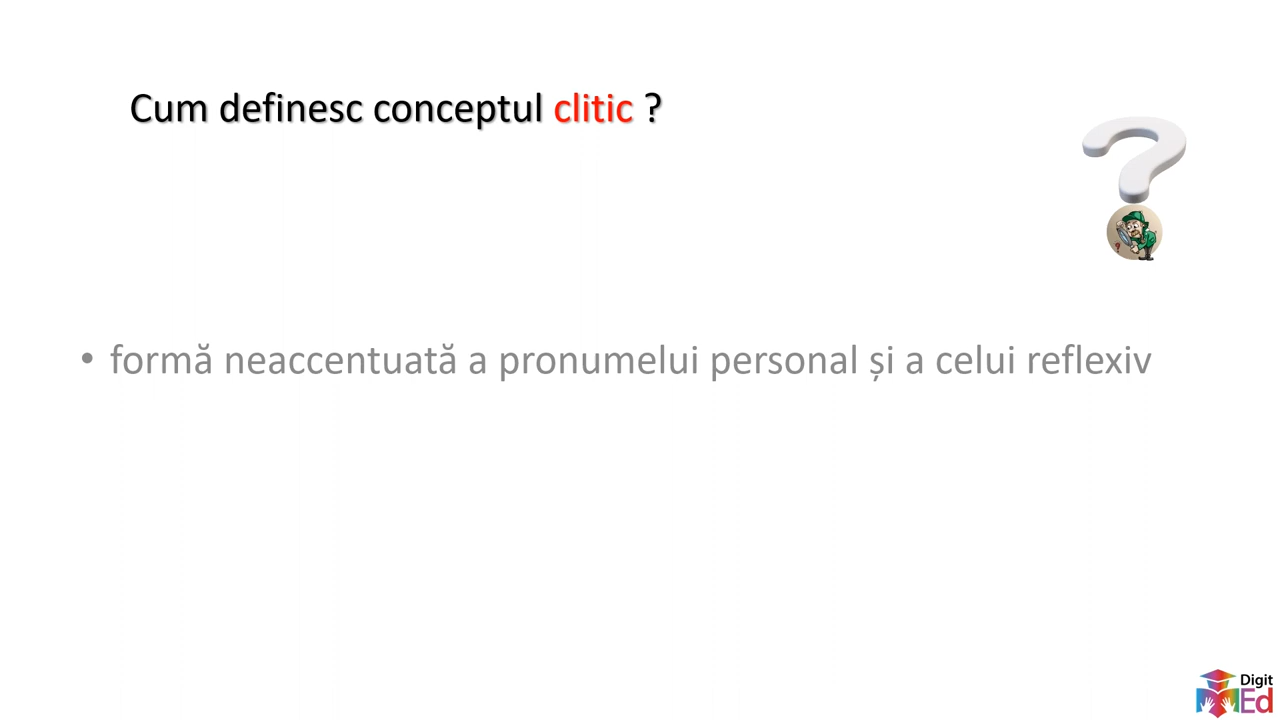 Cum definesc conceptul clitic ?
• formă neaccentuată a pronumelui personal și a celui reflexiv
Digit
Ed